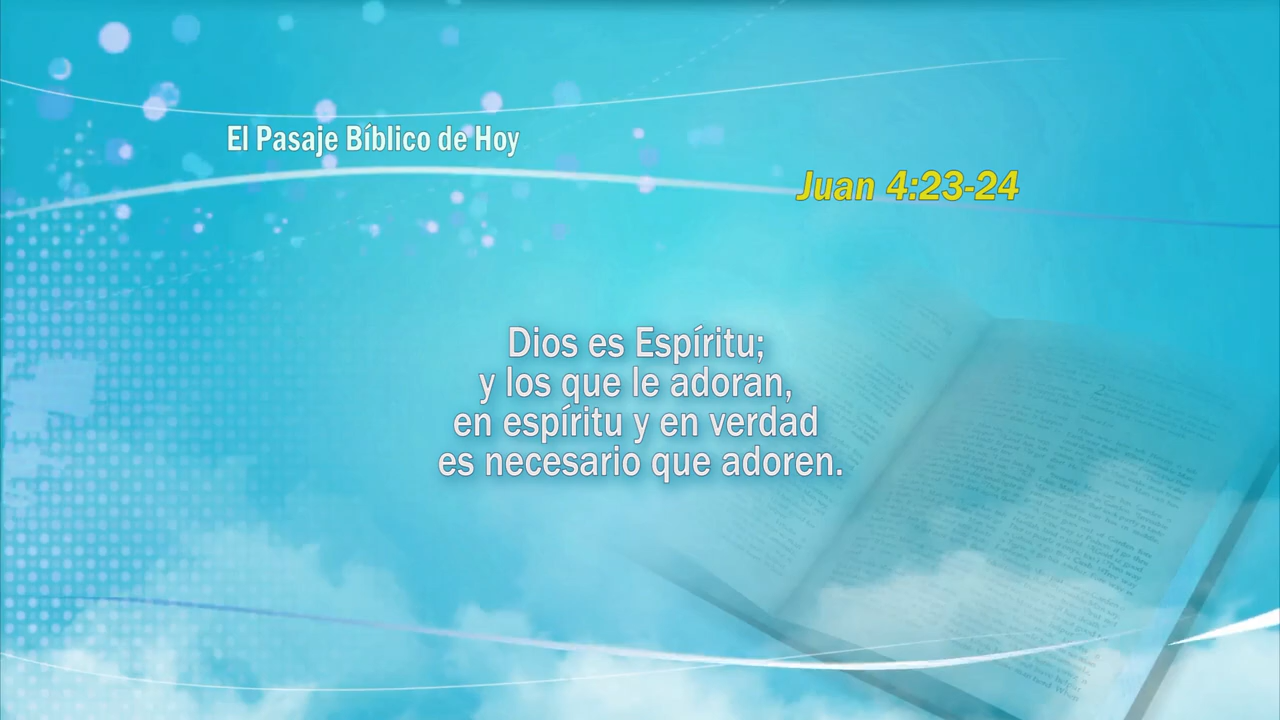 El Pasaje Bíblico de Hoy
Juan 4:23-24
Dios es Espíritu;
y los que le adoran,
en espíritu y en verdad
es necesario que adoren.